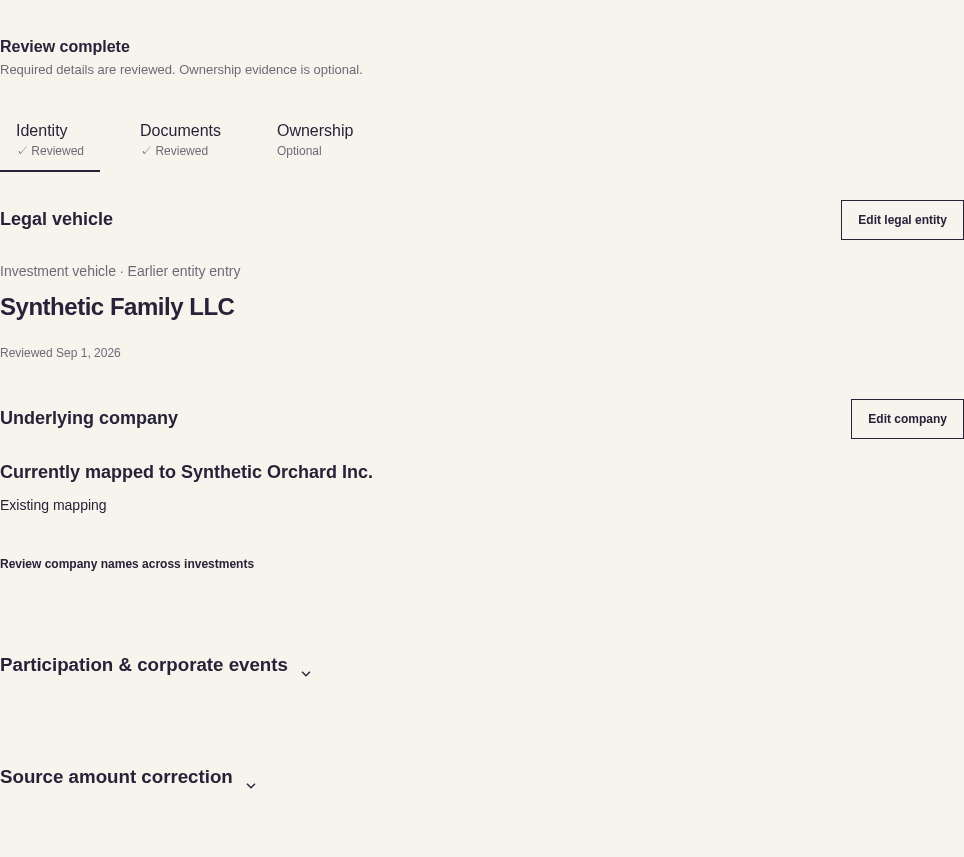 Review complete
Required details are reviewed. Ownership evidence is optional.
Identity
✓ Reviewed
Documents
✓ Reviewed
Ownership
Optional
Legal vehicle
Edit legal entity
Investment vehicle · Earlier entity entry
Synthetic Family LLC
Reviewed Sep 1, 2026
Underlying company
Edit company
Currently mapped to Synthetic Orchard Inc.
Existing mapping
Review company names across investments
Participation & corporate events
Source amount correction